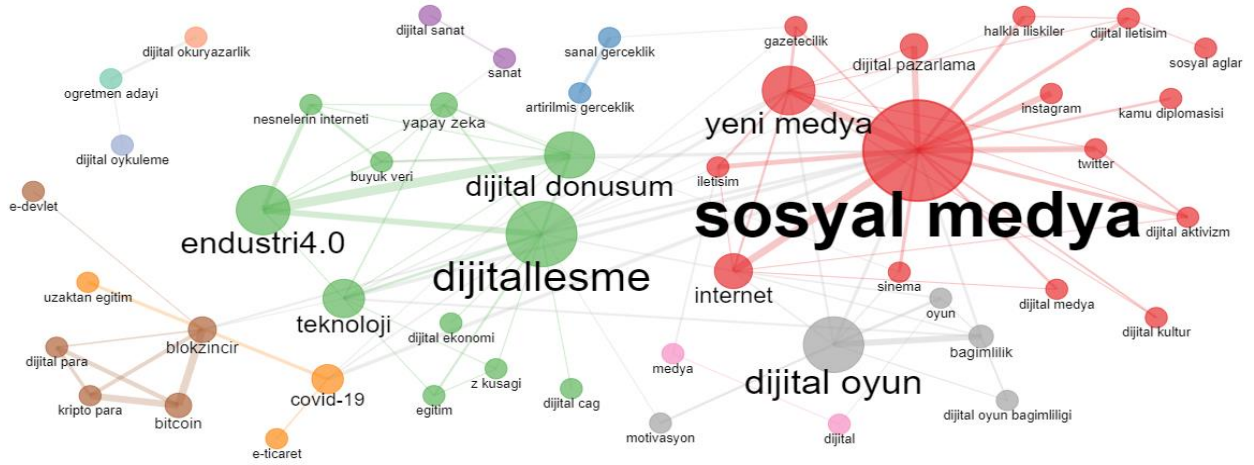 dijital sanat
halkla iliskiler
dijital iletisim
gazetecilik
dijital okuryazarlik
sanal gerceklik
dijital pazarlama
sosyal aglar
sanat
ogretmen adayi
artirilmis gerceklik
instagram
kamu diplomasisi
nesnelerin interneti
yapay zeka
yeni medya
dijital oykuleme
buyuk veri
twitter
iletisim
dijital donusum
e-devlet
sosyal medya
endustri4.0
dijital aktivizm
dijitallesme
uzaktan egitim
internet
sinema
dijital medya
teknoloji
oyun
dijital ekonomi
dijital kultur
blokzincir
bagimlilik
dijital para
medya
dijital oyun
z kusagi
covid-19
kripto para
egitim
dijital cag
dijital oyun bagimliligi
bitcoin
motivasyon
dijital
e-ticaret